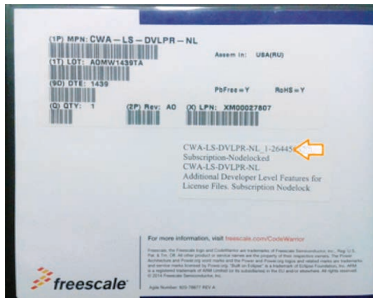 (1P) MPN: CWA-LS-DVLPR-NL
Assem in: USA(RU)
(1T) LOT: AOMW1439TA
(9D) DTE: 1439
PbFree=Y RoHS=Y
(Q) QTY: 1 (2P) Rev: AO (X) LPN: XM00027807
CWA-LS-DVLPR-NL_1-26445
Subscription-Nodelocked
CWA-LS-DVLPR-NL
Additional Developer Level Features for
License Files. Subscription Nodelock
For more information, visit freescale.com/CodeWarrior
freescale